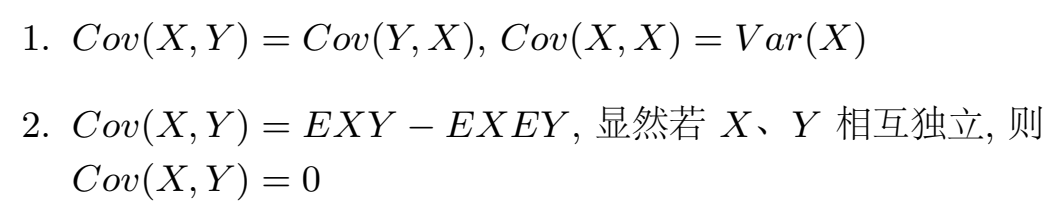 1. Cov(X, Y) = Cov(Y, X), Cov(X, X) = Var(X)
2. Cov(X, Y) = EXY − EXEY, 显然若 X、Y 相互独立, 则
Cov(X, Y) = 0